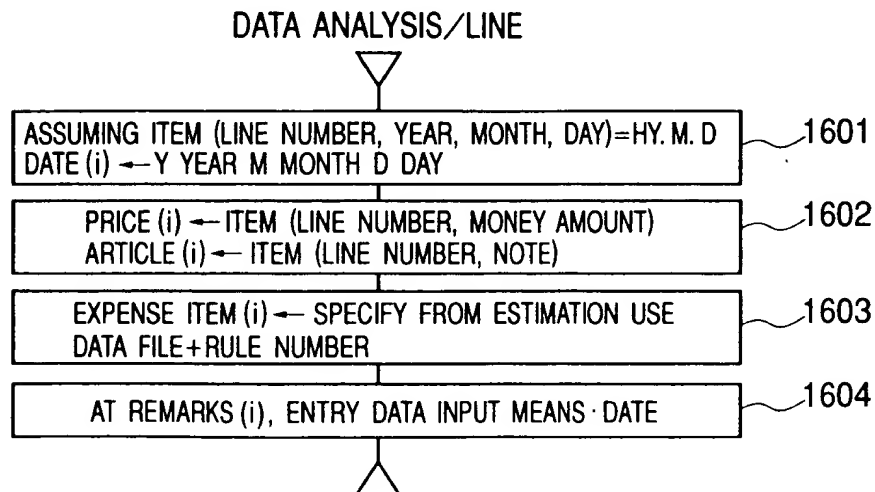 DATA ANALYSIS/LINE
ASSUMING ITEM (LINE NUMBER, YEAR, MONTH, DAY)=HY. M. D
DATE (i) ←Y YEAR M MONTH D DAY
1601
PRICE (i) ←ITEM (LINE NUMBER, MONEY AMOUNT)
ARTICLE (i) ← ITEM (LINE NUMBER, NOTE)
1602
EXPENSE ITEM (i) ← SPECIFY FROM ESTIMATION USE
DATA FILE+RULE NUMBER
1603
AT REMARKS (i), ENTRY DATA INPUT MEANS · DATE
1604